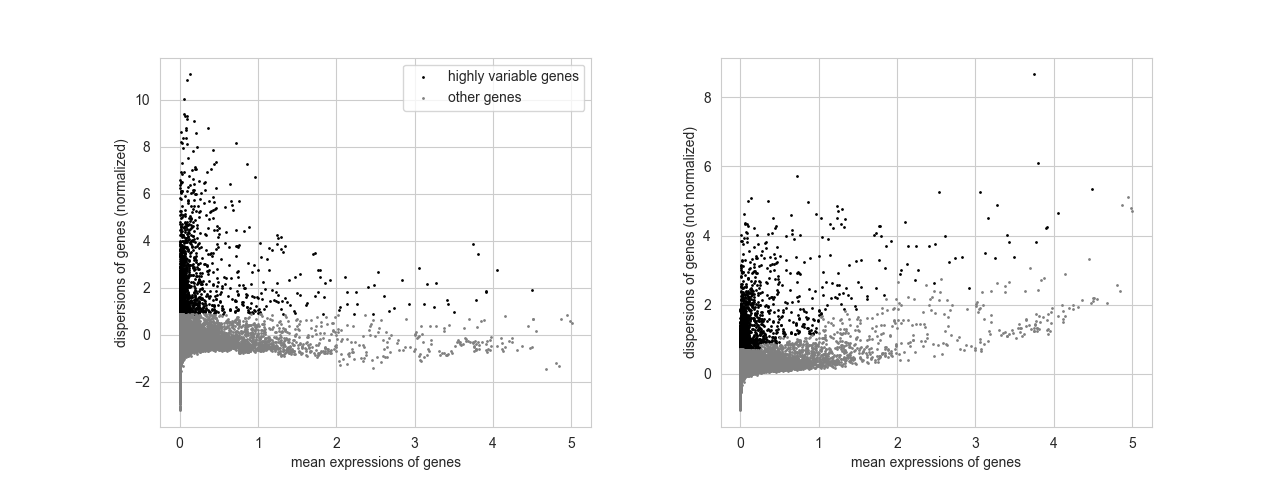 highly variable genes
other genes
dispersions of genes (normalized)
10
8
6
4
2
0
−2
0 1 2 3 4 5
mean expressions of genes
dispersions of genes (not normalized)
8
6
4
2
0
0 1 2 3 4 5
mean expressions of genes